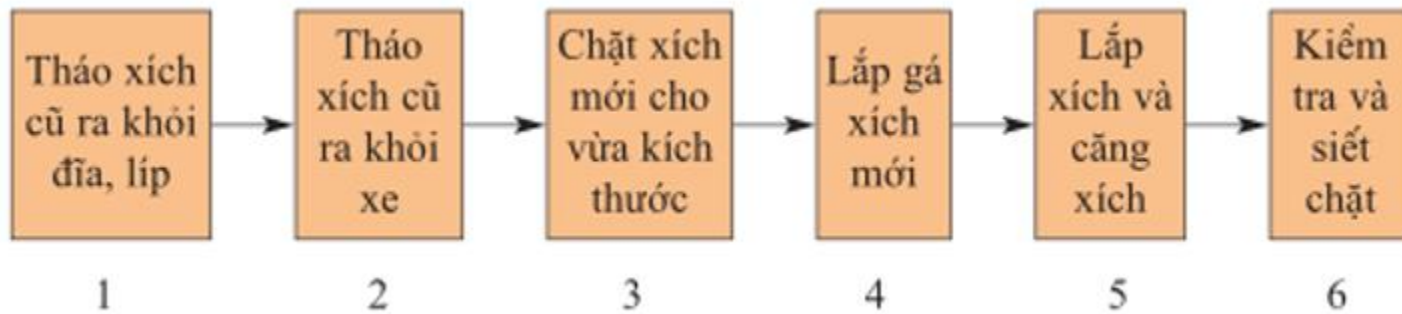 Tháo xích
cũ ra khỏi
đĩa, líp
Tháo
xích cũ
ra khỏi
xe
Chặt xích
mới cho
vừa kích
thước
Lắp gá
xích
mới
Lắp
xích và
căng
xích
Kiểm
tra và
siết
chặt
1
2
3
4
5
6